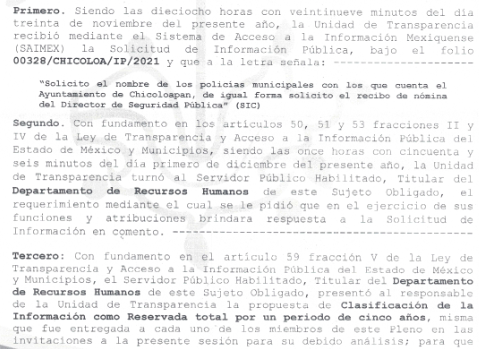 Primero. Siendo las dieciocho horas con veintinueve minutos del día
treinta de noviembre del presente año, la Unidad de Transparencia
recibió mediante el Sistema de Acceso a la Información Mexiquense
(SAIMEX) la Solicitud de Información Pública, bajo el folio
00328/CHICOLOA/IP/2021 y que a la letra señala: --------------------
"Solicito el nombre de los policias municipales con los que cuenta el
Ayuntamiento de Chicoloapan, de igual forma solicito el recibo de nómina
del Director de Seguridad Pública" (SIC)
Segundo. Con fundamento en los artículos 50, 51 y 53 fracciones II y
IV de la Ley de Transparencia y Acceso a la Información Pública del
Estado de México y Municipios, siendo las once horas con cincuenta y
seis minutos del día primero de diciembre del presente año, la Unidad
de Transparencia turnó al Servidor Público Habilitado, Titular del
Departamento de Recursos Humanos de este Sujeto Obligado, el
requerimiento mediante el cual se le pidió que en el ejercicio de sus
funciones y atribuciones brindara respuesta a la Solicitud de
Información en comento. --------------------------------------------
Tercero: Con fundamento en el artículo 59 fracción V de la Ley de
Transparencia y Acceso a la Información Pública del Estado de México
y Municipios, el Servidor Público Habilitado, Titular del Departamento
de Recursos Humanos de este Sujeto Obligado, presentó al responsable
de la Unidad de Transparencia la propuesta de Clasificación de la
Información como Reservada total por un periodo de cinco años, misma
que fue entregada a cada uno de los miembros de este Pleno en las
invitaciones a la presente sesión para su debido análisis; para que